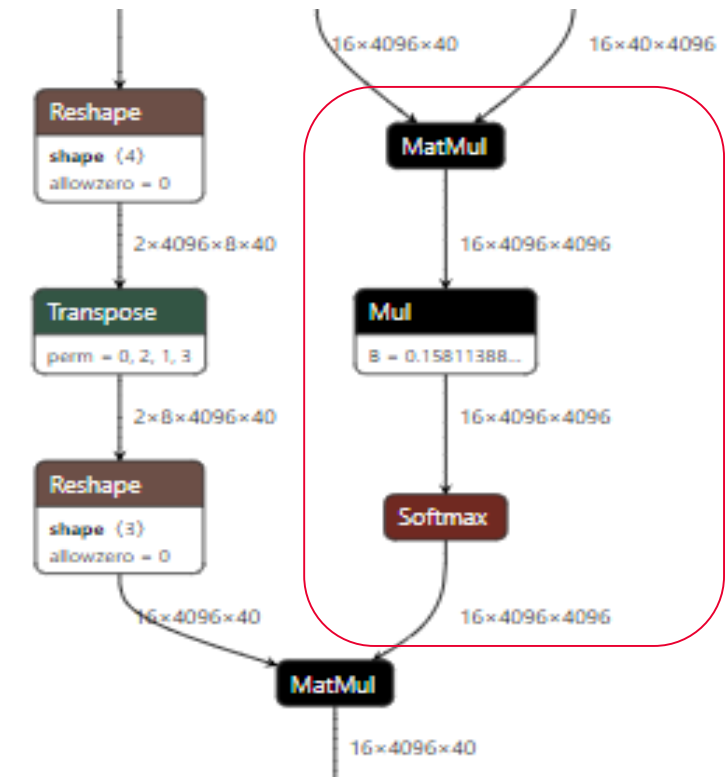 16×4096×40
16×40×4096
Reshape
shape ⟨4⟩
allowzero = 0
MatMul
2×4096×8×40
16×4096×4096
Transpose
perm = 0, 2, 1, 3
Mul
B = 0.15811388...
2×8×4096×40
16×4096×4096
Reshape
shape ⟨3⟩
allowzero = 0
Softmax
16×4096×40
16×4096×4096
MatMul
16×4096×40